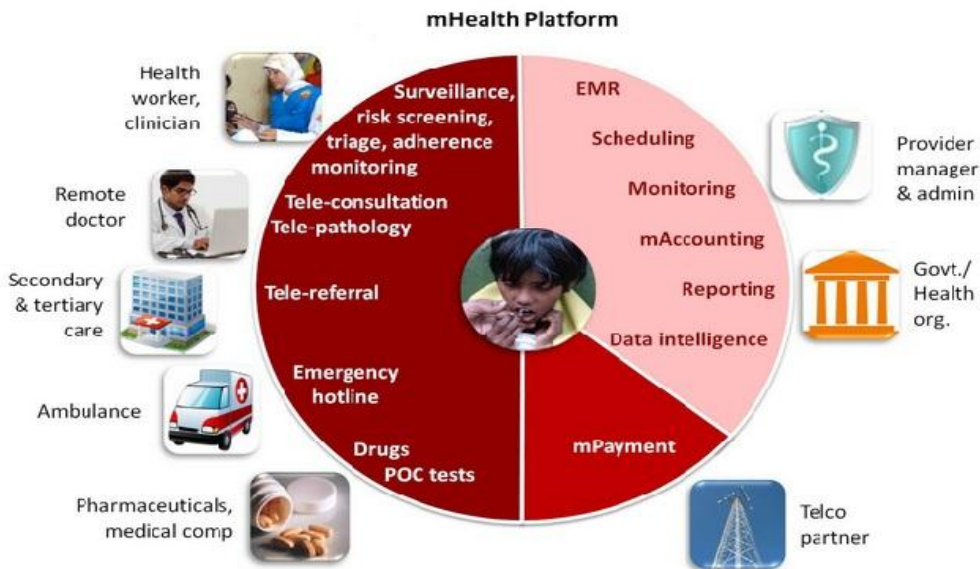 mHealth Platform
Health
worker,
clinician
Remote
doctor
Secondary
& tertiary
care
Ambulance
Pharmaceuticals,
medical comp
Surveillance,
risk screening,
triage, adherence
monitoring
Tele-consultation
Tele-pathology
Tele-referral
Emergency
hotline
Drugs
POC tests
EMR
Scheduling
Monitoring
mAccounting
Reporting
Data intelligence
mPayment
Provider
manager
& admin
Govt./
Health
org.
Telco
partner